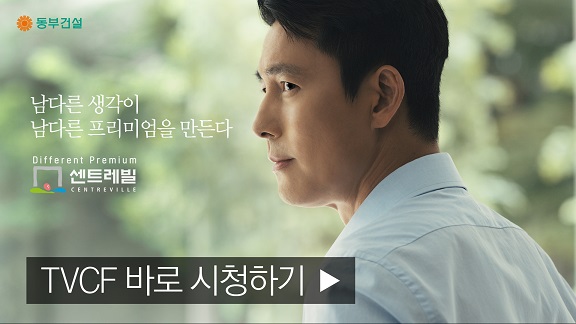 동부건설
남다른 생각이
남다른 프리미엄을 만든다
Different Premium
센트레빌
CENTREVILLE
TVCF 바로 시청하기 ▶